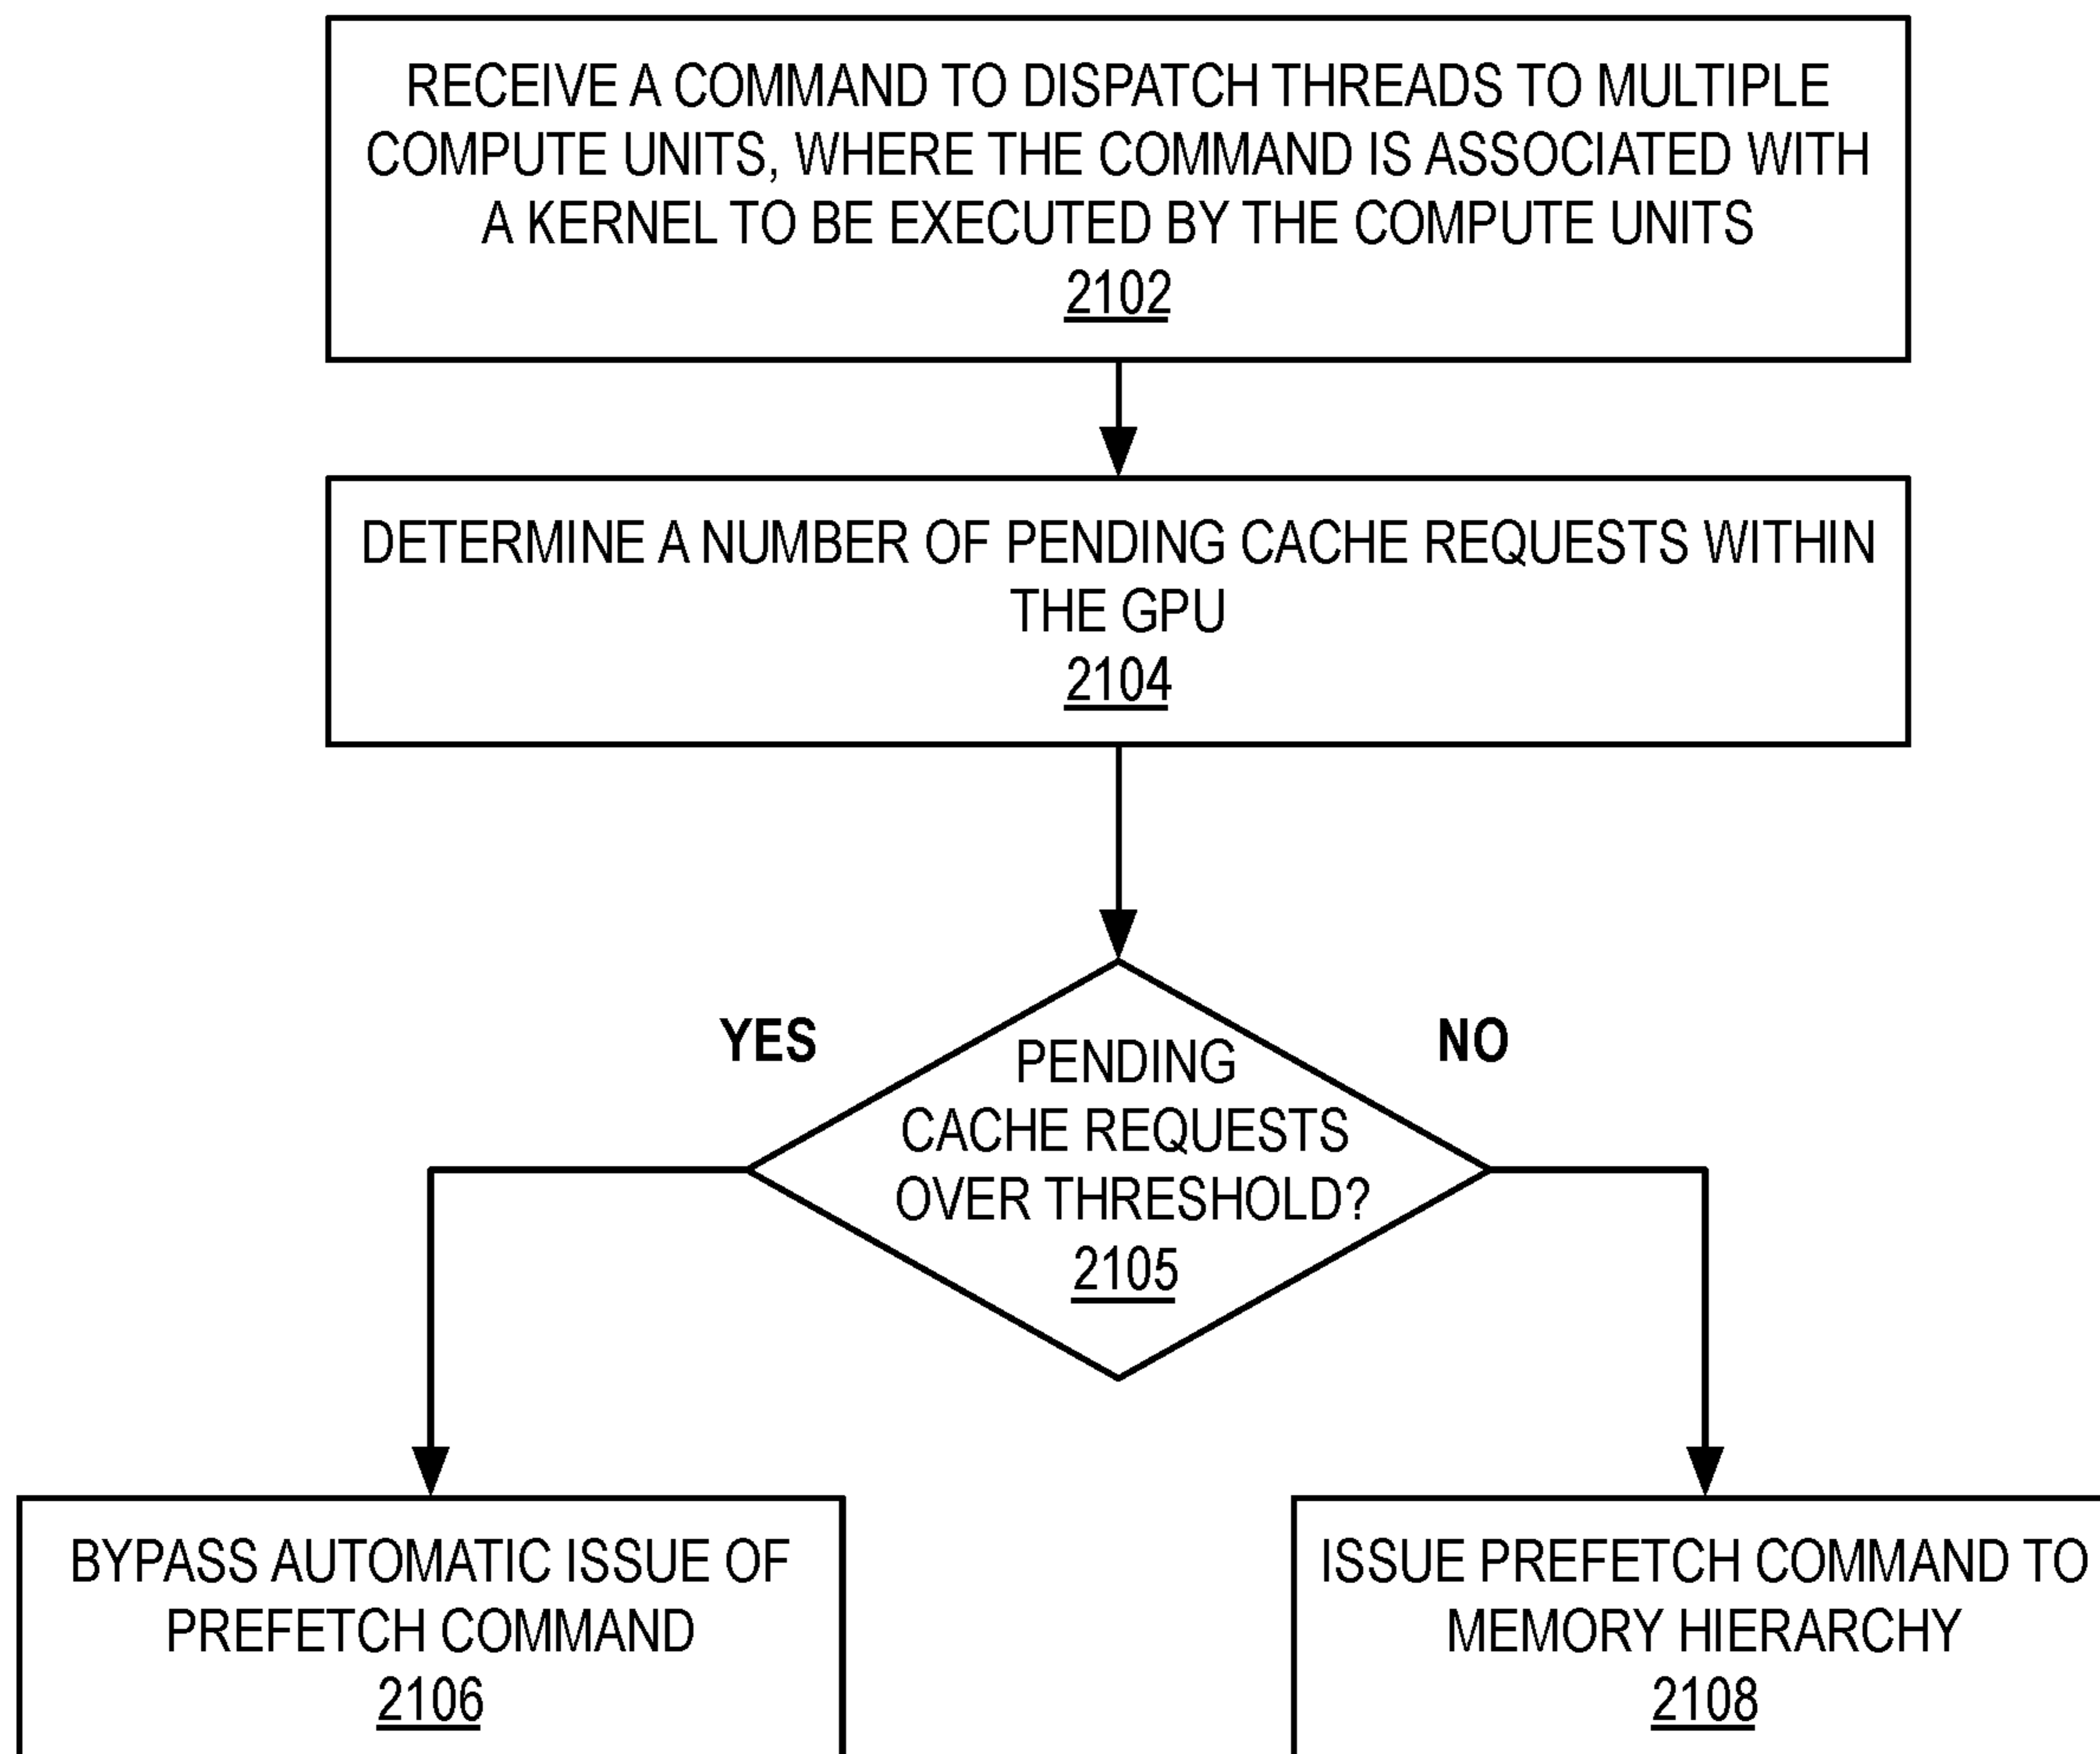 RECEIVE A COMMAND TO DISPATCH THREADS TO MULTIPLE
COMPUTE UNITS, WHERE THE COMMAND IS ASSOCIATED WITH
A KERNEL TO BE EXECUTED BY THE COMPUTE UNITS
2102
DETERMINE A NUMBER OF PENDING CACHE REQUESTS WITHIN
THE GPU
2104
YES
NO
PENDING
CACHE REQUESTS
OVER THRESHOLD?
2105
BYPASS AUTOMATIC ISSUE OF
PREFETCH COMMAND
2106
ISSUE PREFETCH COMMAND TO
MEMORY HIERARCHY
2108